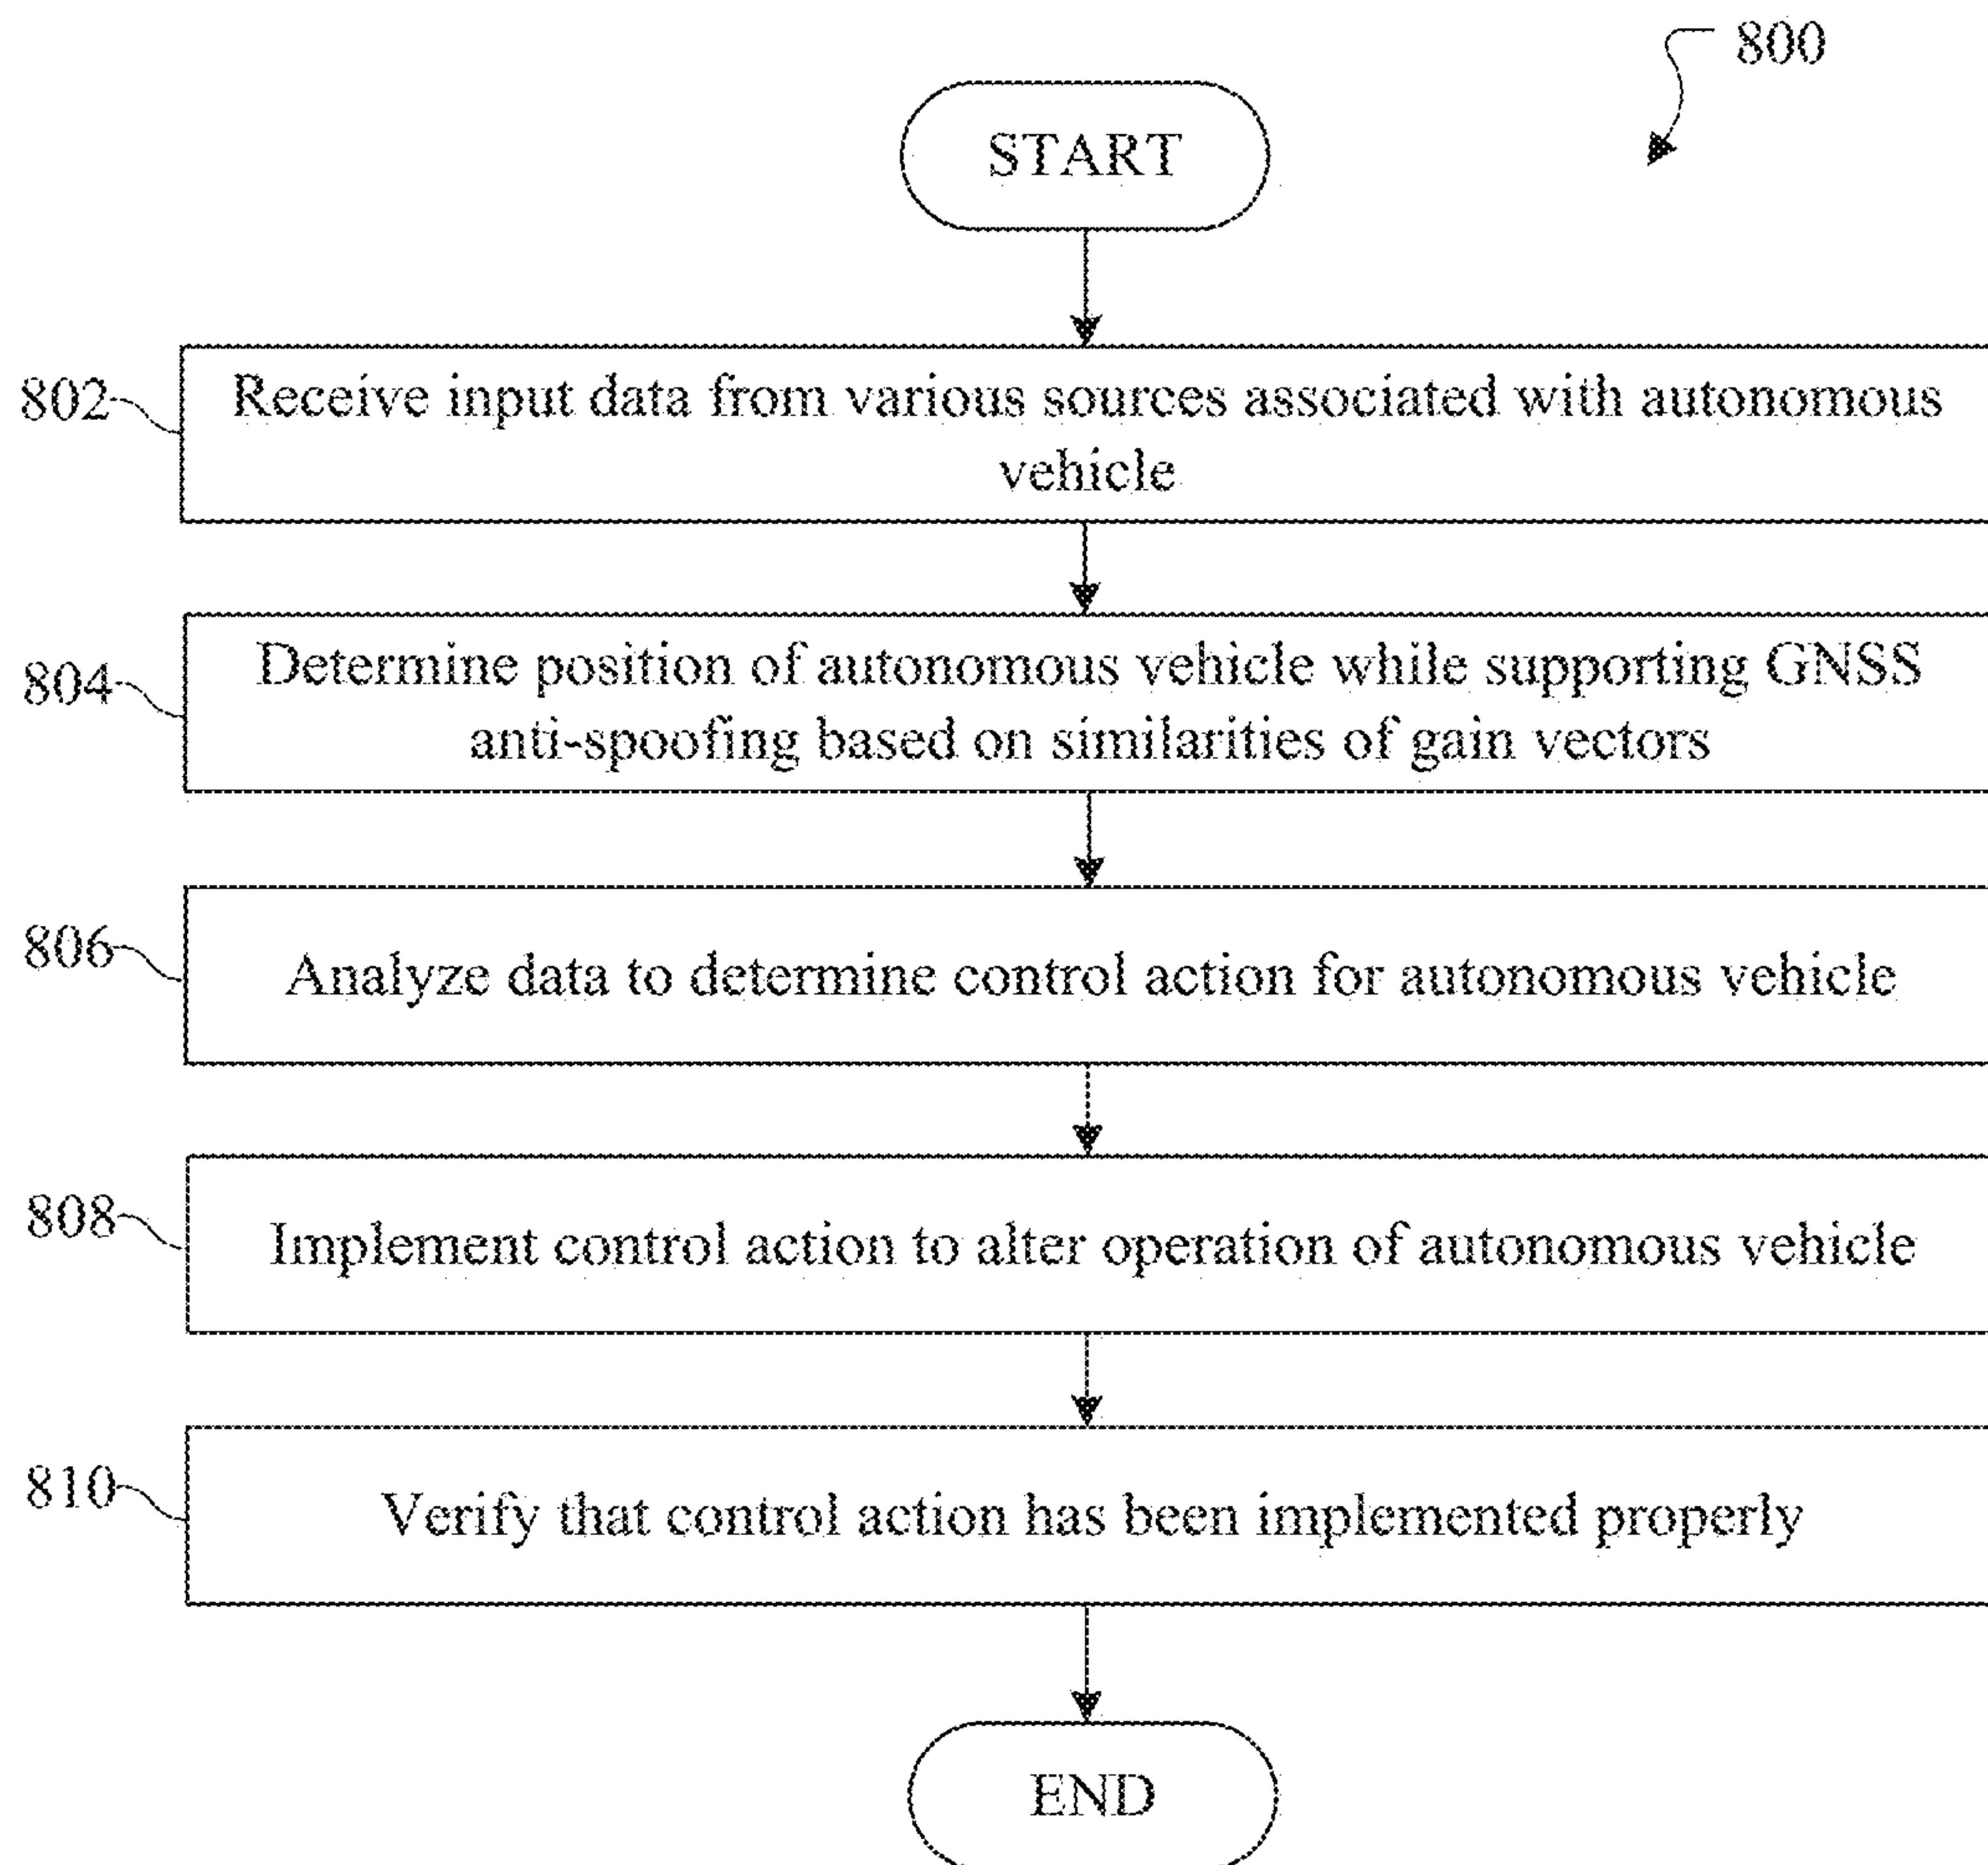 800
START
802
Receive input data from various sources associated with autonomous
vehicle
804
Determine position of autonomous vehicle while supporting GNSS
anti-spoofing based on similarities of gain vectors
806
Analyze data to determine control action for autonomous vehicle
808
Implement control action to alter operation of autonomous vehicle
810
Verify that control action has been implemented properly
END